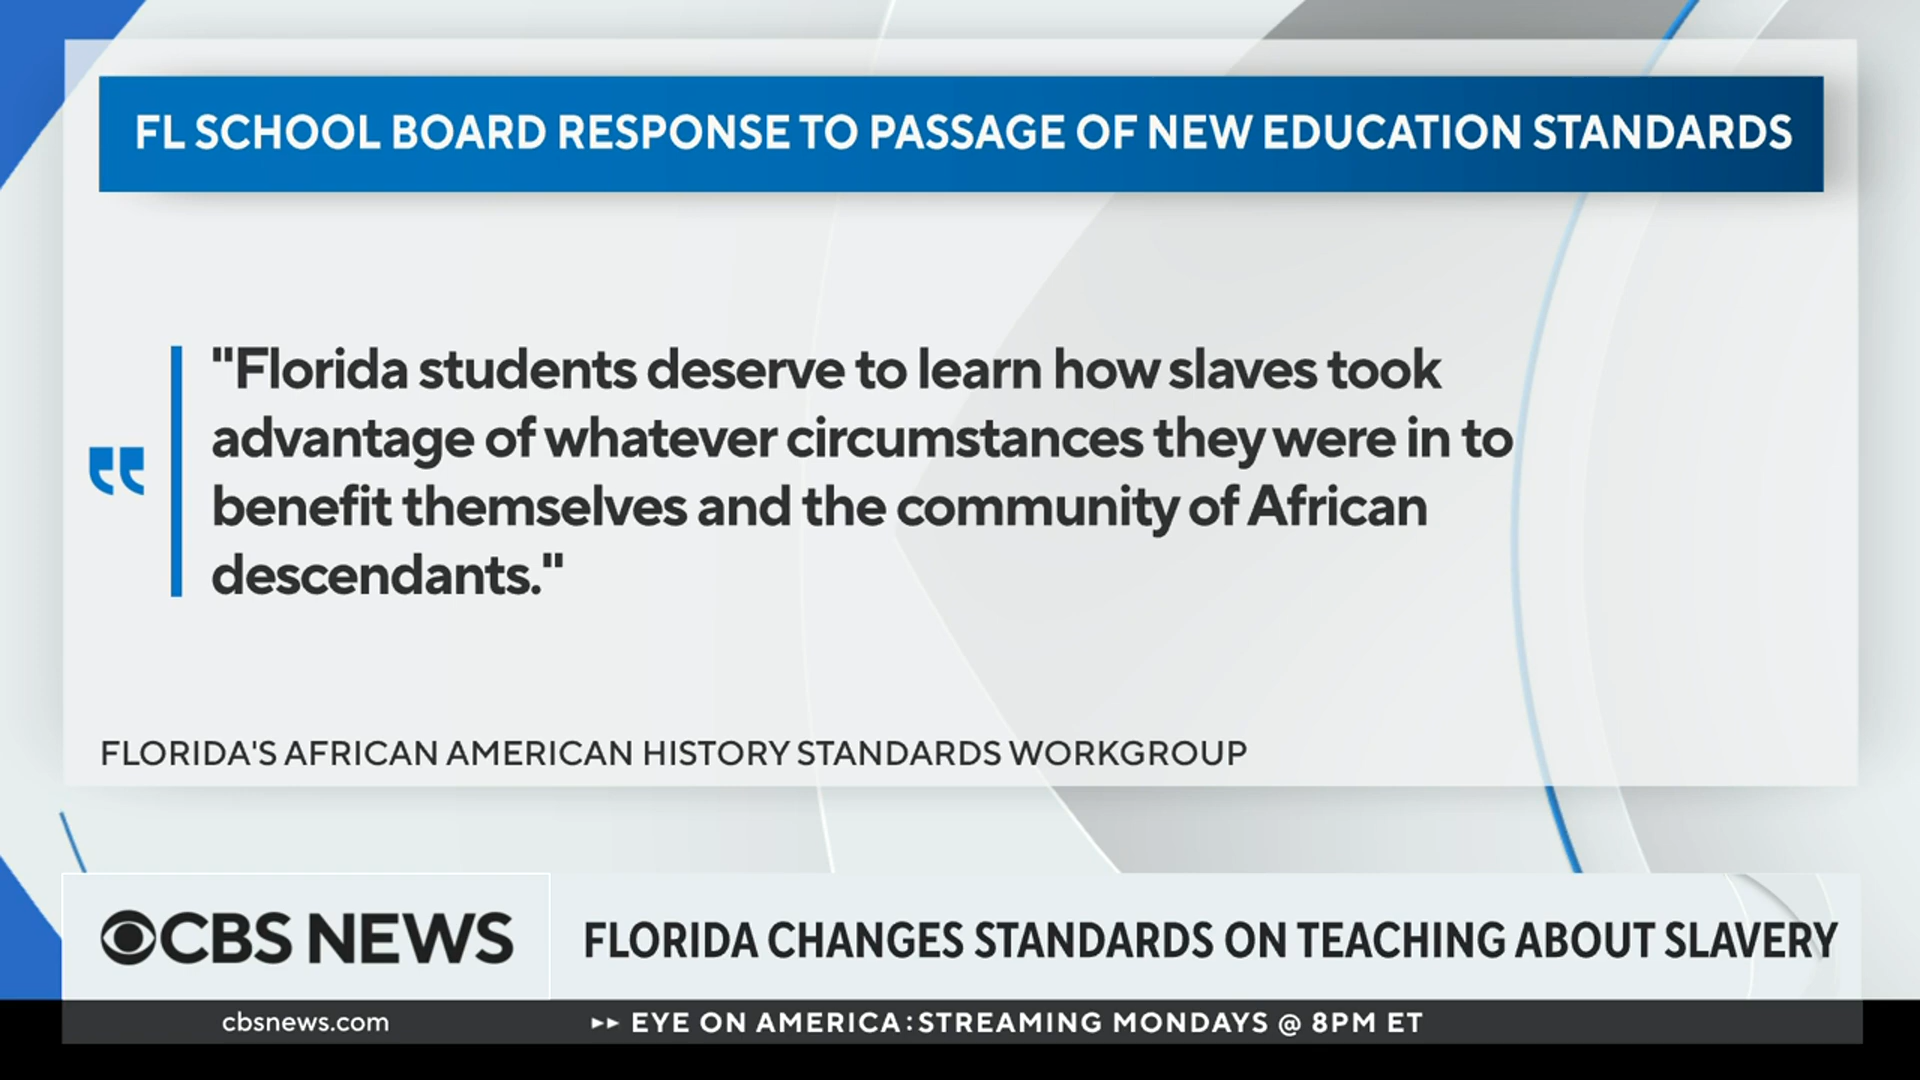 FL SCHOOL BOARD RESPONSE TO PASSAGE OF NEW EDUCATION STANDARDS
"Florida students deserve to learn how slaves took
advantage of whatever circumstances they were in to
benefit themselves and the community of African
descendants."
FLORIDA'S AFRICAN AMERICAN HISTORY STANDARDS WORKGROUP
CBS NEWS
FLORIDA CHANGES STANDARDS ON TEACHING ABOUT SLAVERY
cbsnews.com
EYE ON AMERICA: STREAMING MONDAYS @ 8PM ET